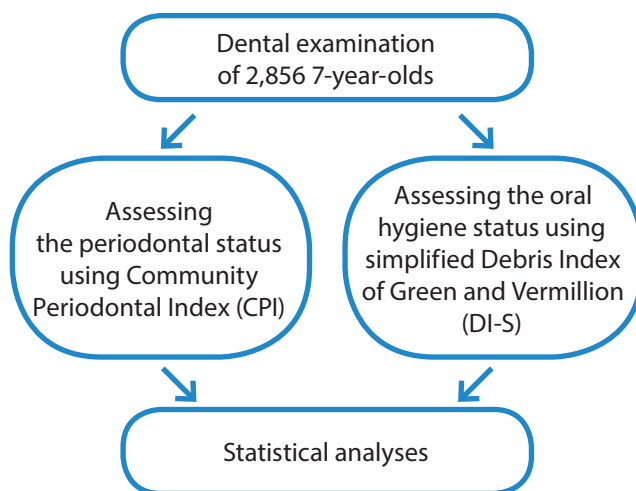 Dental examination
of 2,856 7-year-olds
Assessing
the periodontal status
using Community
Periodontal Index (CPI)
Assessing the oral
hygiene status using
simplified Debris Index
of Green and Vermillion
(DI-S)
Statistical analyses